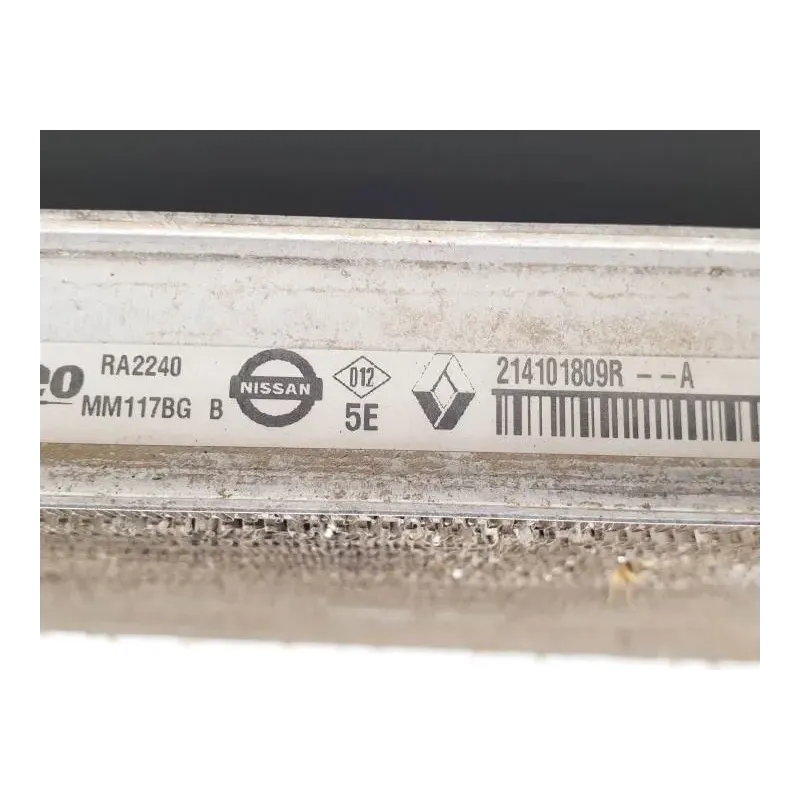 RA2240
MM117BG B
NISSAN
012
5E
214101809R --A